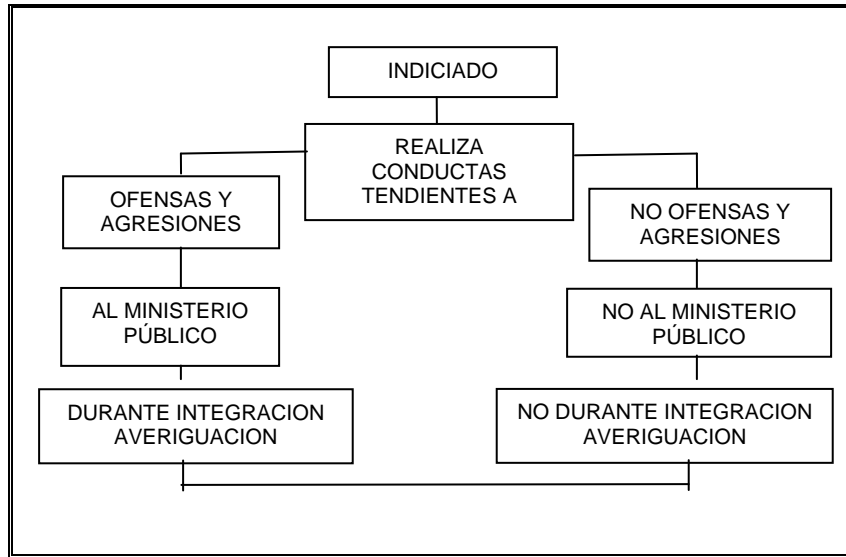 INDICIADO
REALIZA
CONDUCTAS
TENDIENTES A
OFENSAS Y
AGRESIONES
NO OFENSAS Y
AGRESIONES
AL MINISTERIO
PÚBLICO
NO AL MINISTERIO
PÚBLICO
DURANTE INTEGRACION
AVERIGUACION
NO DURANTE INTEGRACION
AVERIGUACION